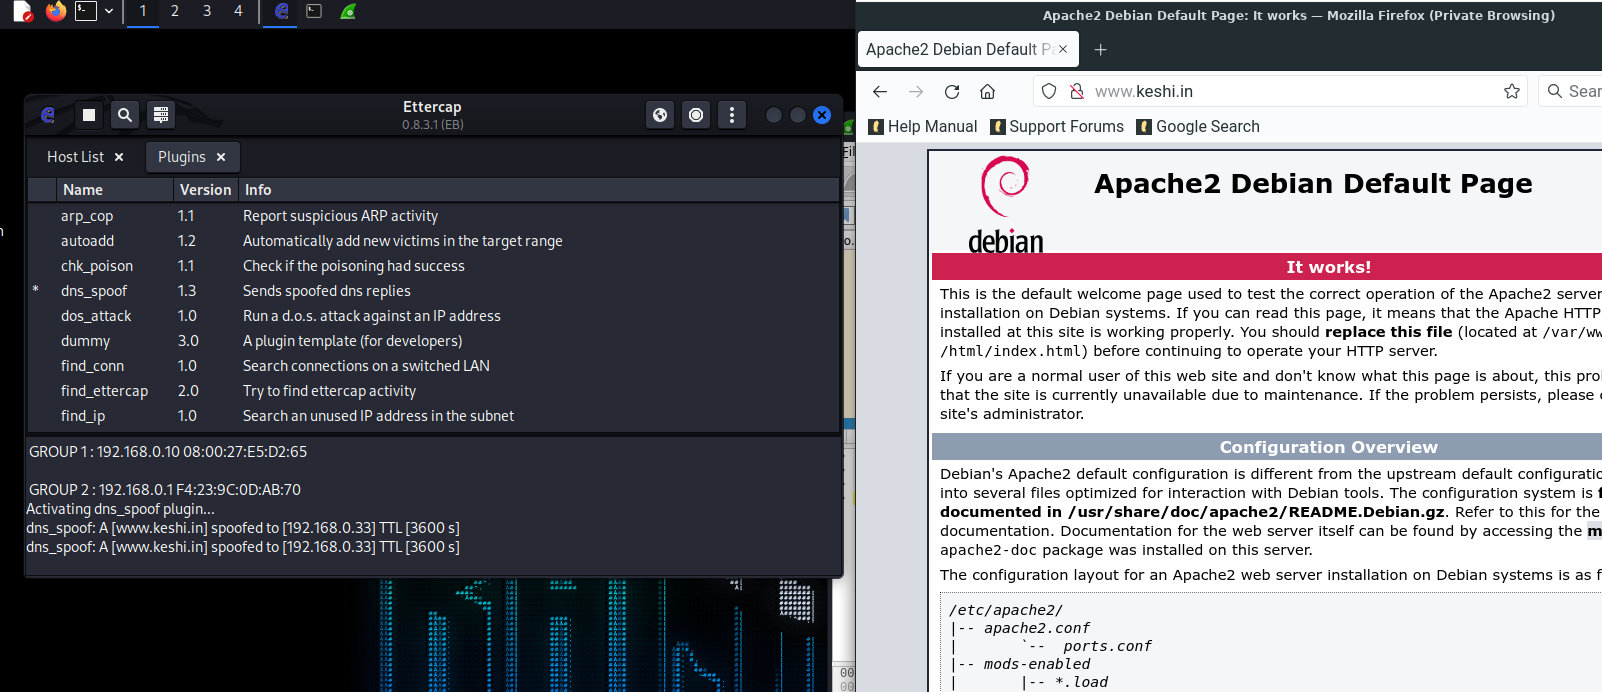 1 2 3 4
Ettercap
0.8.3.1 (EB)
Host List × Plugins ×
Name Version Info
arp_cop 1.1 Report suspicious ARP activity
autoadd 1.2 Automatically add new victims in the target range
chk_poison 1.1 Check if the poisoning had success
* dns_spoof 1.3 Sends spoofed dns replies
dos_attack 1.0 Run a d.o.s. attack against an IP address
dummy 3.0 A plugin template (for developers)
find_conn 1.0 Search connections on a switched LAN
find_ettercap 2.0 Try to find ettercap activity
find_ip 1.0 Search an unused IP address in the subnet
GROUP 1 : 192.168.0.10 08:00:27:E5:D2:65
GROUP 2 : 192.168.0.1 F4:23:9C:0D:AB:70
Activating dns_spoof plugin...
dns_spoof: A [www.keshi.in] spoofed to [192.168.0.33] TTL [3600 s]
dns_spoof: A [www.keshi.in] spoofed to [192.168.0.33] TTL [3600 s]
Apache2 Debian Default Page: It works — Mozilla Firefox (Private Browsing)
Apache2 Debian Default P
www.keshi.in
Sear
Help Manual Support Forums Google Search
debian
Apache2 Debian Default Page
It works!
This is the default welcome page used to test the correct operation of the Apache2 server
installation on Debian systems. If you can read this page, it means that the Apache HTTP
installed at this site is working properly. You should replace this file (located at /var/ww
/html/index.html) before continuing to operate your HTTP server.
If you are a normal user of this web site and don't know what this page is about, this pro
that the site is currently unavailable due to maintenance. If the problem persists, please
site's administrator.
Configuration Overview
Debian's Apache2 default configuration is different from the upstream default configuratio
into several files optimized for interaction with Debian tools. The configuration system is f
documented in /usr/share/doc/apache2/README.Debian.gz. Refer to this for the
documentation. Documentation for the web server itself can be found by accessing the m
apache2-doc package was installed on this server.
The configuration layout for an Apache2 web server installation on Debian systems is as f
/etc/apache2/
|-- apache2.conf
| `-- ports.conf
|-- mods-enabled
| |-- *.load